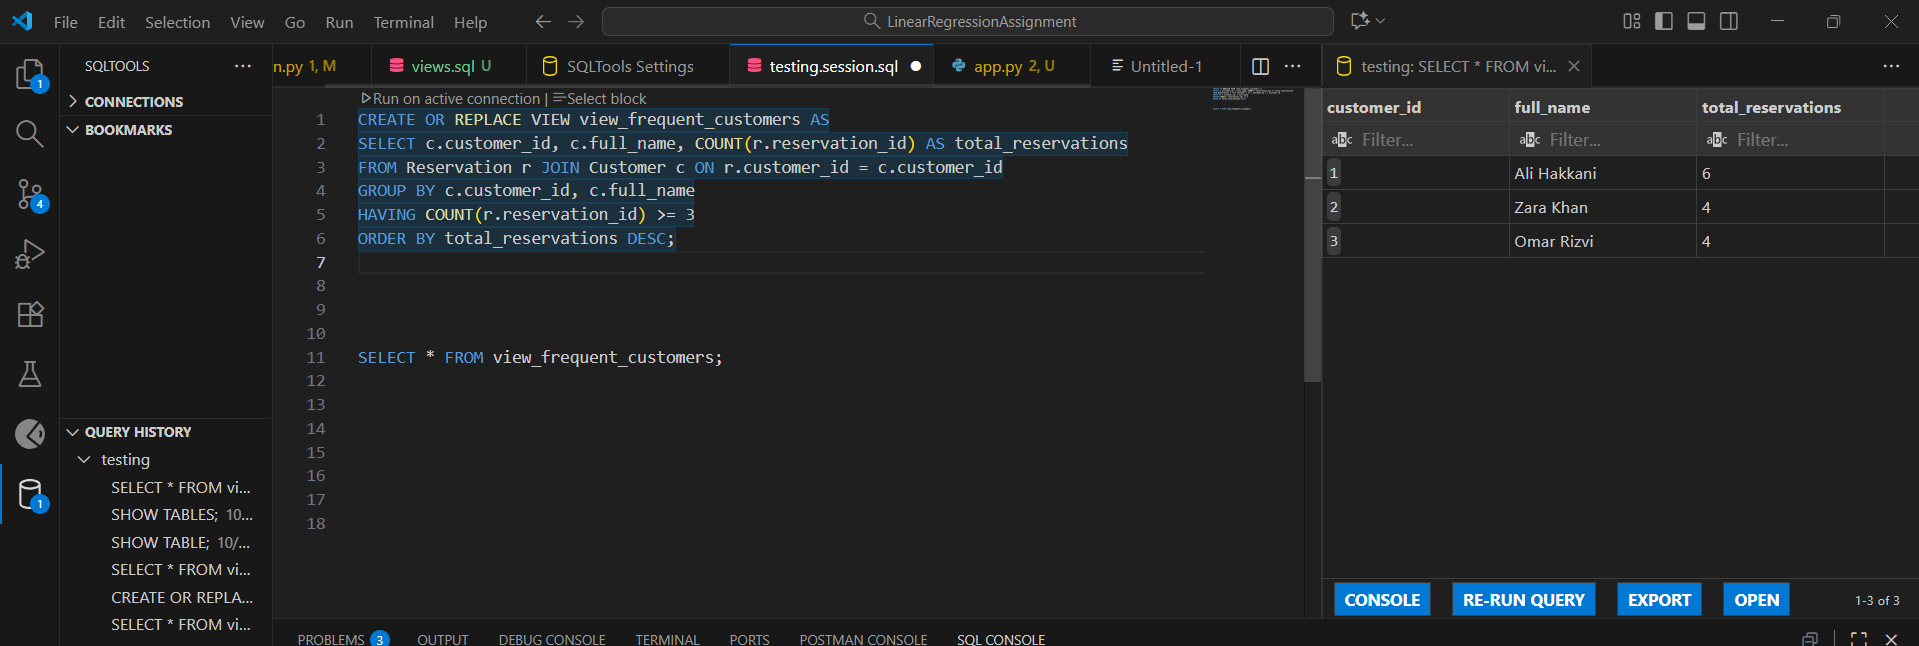 File Edit Selection View Go Run Terminal Help
LinearRegressionAssignment
SQLTOOLS
n.py 1, M
views.sql U
SQLTools Settings
testing.session.sql
app.py 2, U
Untitled-1
testing: SELECT * FROM vi...
CONNECTIONS
BOOKMARKS
QUERY HISTORY
testing
SELECT * FROM vi...
SHOW TABLES; 10...
SHOW TABLE; 10/...
SELECT * FROM vi...
CREATE OR REPLA...
SELECT * FROM vi...
1
4
1
Run on active connection | Select block
1 CREATE OR REPLACE VIEW view_frequent_customers AS
2 SELECT c.customer_id, c.full_name, COUNT(r.reservation_id) AS total_reservations
3 FROM Reservation r JOIN Customer c ON r.customer_id = c.customer_id
4 GROUP BY c.customer_id, c.full_name
5 HAVING COUNT(r.reservation_id) >= 3
6 ORDER BY total_reservations DESC;
7
8
9
10
11 SELECT * FROM view_frequent_customers;
12
13
14
15
16
17
18
customer_id full_name total_reservations
abc Filter... abc Filter... abc Filter...
1 Ali Hakkani 6
2 Zara Khan 4
3 Omar Rizvi 4
CONSOLE RE-RUN QUERY EXPORT OPEN 1-3 of 3
PROBLEMS 3 OUTPUT DEBUG CONSOLE TERMINAL PORTS POSTMAN CONSOLE SQL CONSOLE